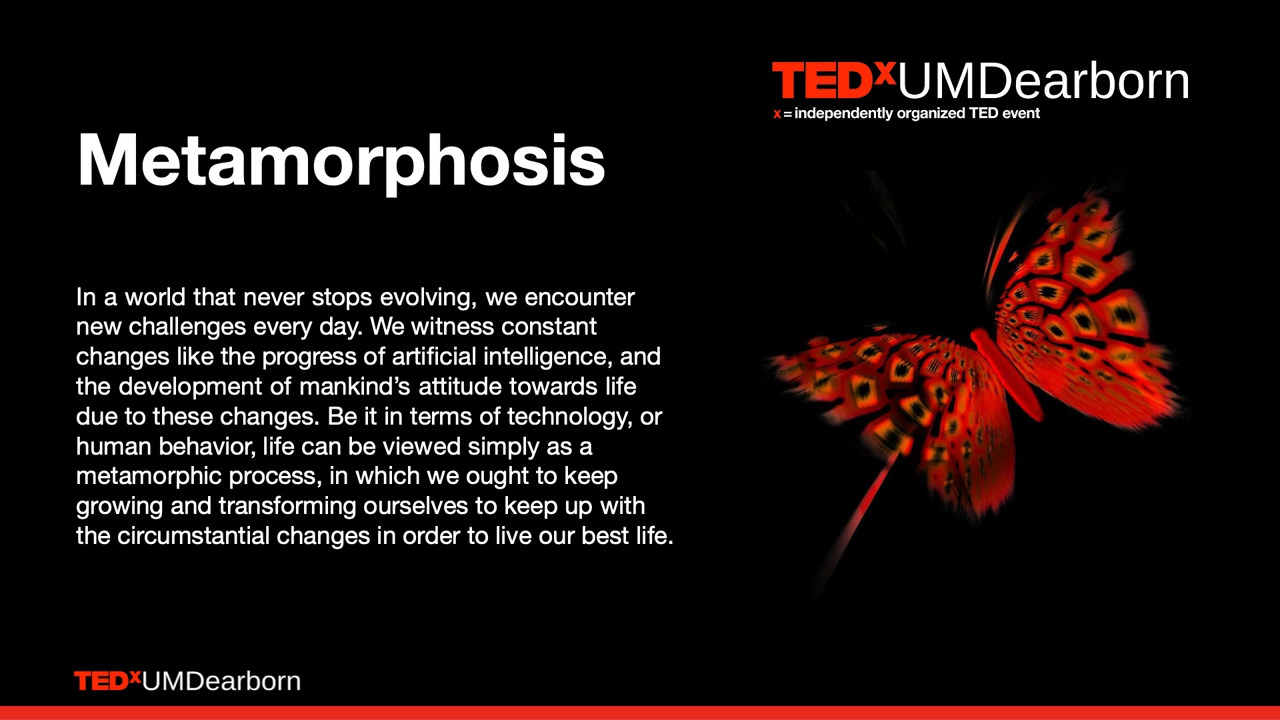 TEDxUMDearborn
x = independently organized TED event
Metamorphosis
In a world that never stops evolving, we encounter
new challenges every day. We witness constant
changes like the progress of artificial intelligence, and
the development of mankind’s attitude towards life
due to these changes. Be it in terms of technology, or
human behavior, life can be viewed simply as a
metamorphic process, in which we ought to keep
growing and transforming ourselves to keep up with
the circumstantial changes in order to live our best life.
TEDxUMDearborn